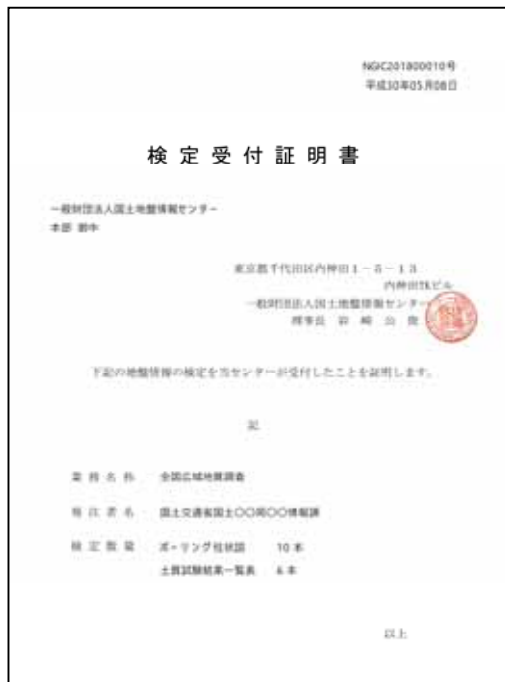 NGIC201800010号
平成30年05月08日
検定受付証明書
一般財団法人国土地盤情報センター
本部 御中
東京都千代田区内神田1-5-13
内神田TKビル
一般財団法人国土地盤情報センター
理事長 岩崎公俊
下記の地盤情報の検定を当センターが受付したことを証明します。
記
業務名称 全国広域地質調査
発注者名 国土交通省国土〇〇局〇〇情報課
検定数量 ボーリング柱状図 10本
土質試験結果一覧表 6本
以上